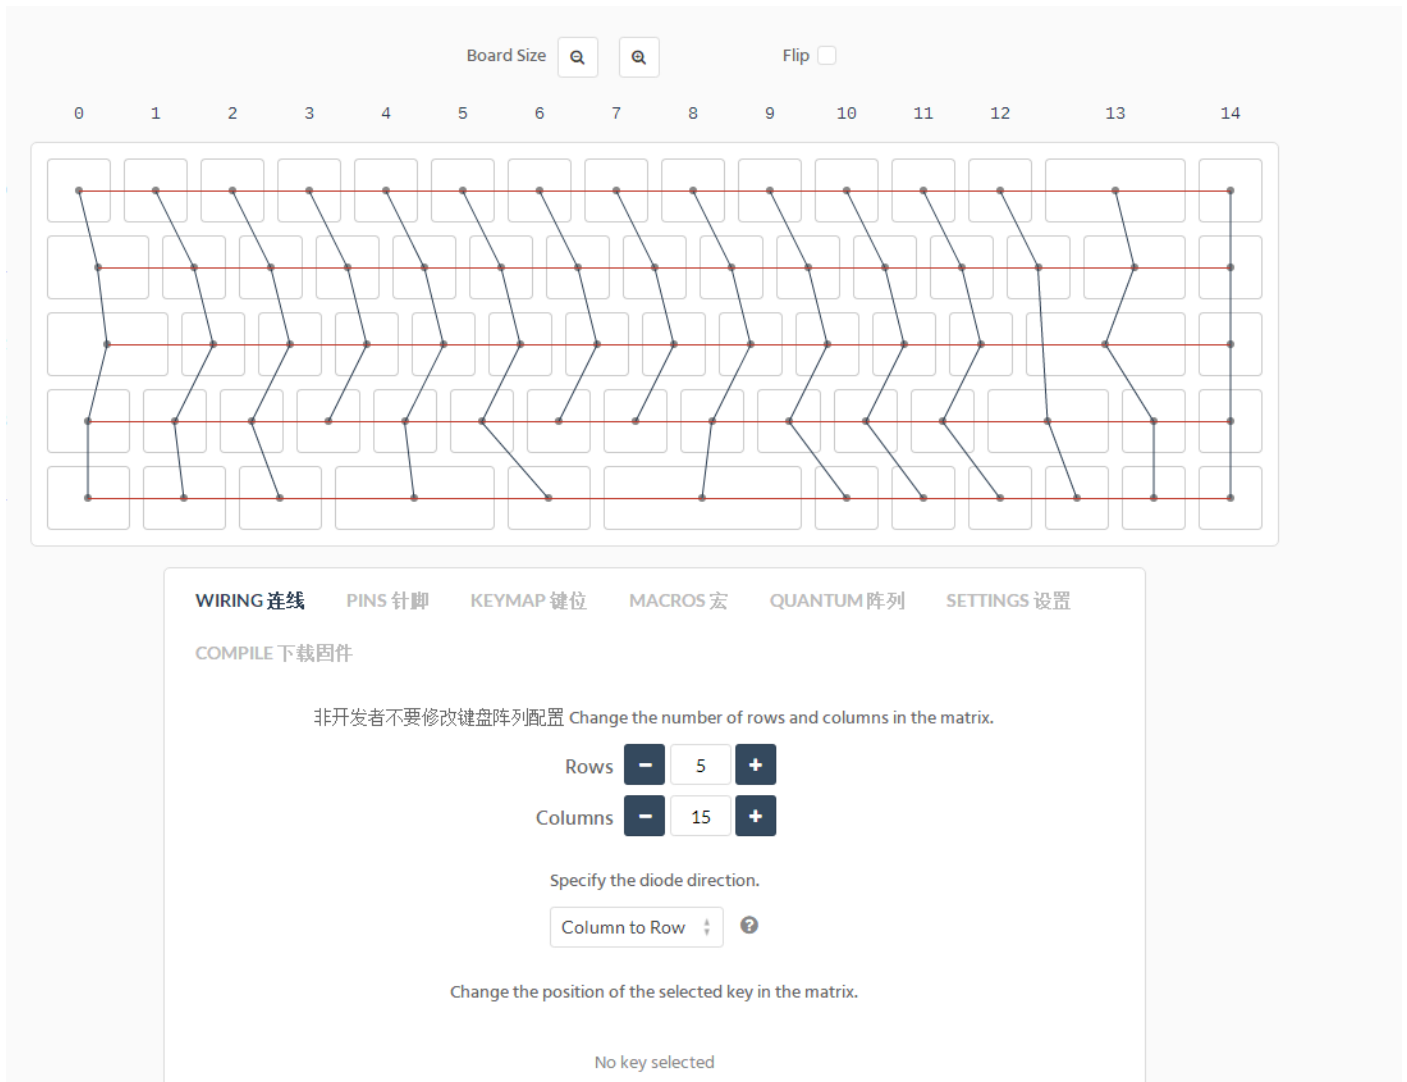 Board Size Flip
0 1 2 3 4 5 6 7 8 9 10 11 12 13 14
WIRING 连线 PINS 针脚 KEYMAP 键位 MACROS 宏 QUANTUM 阵列 SETTINGS 设置
COMPILE 下载固件
非开发者不要修改键盘阵列配置 Change the number of rows and columns in the matrix.
Rows − 5 +
Columns − 15 +
Specify the diode direction.
Column to Row ?
Change the position of the selected key in the matrix.
No key selected